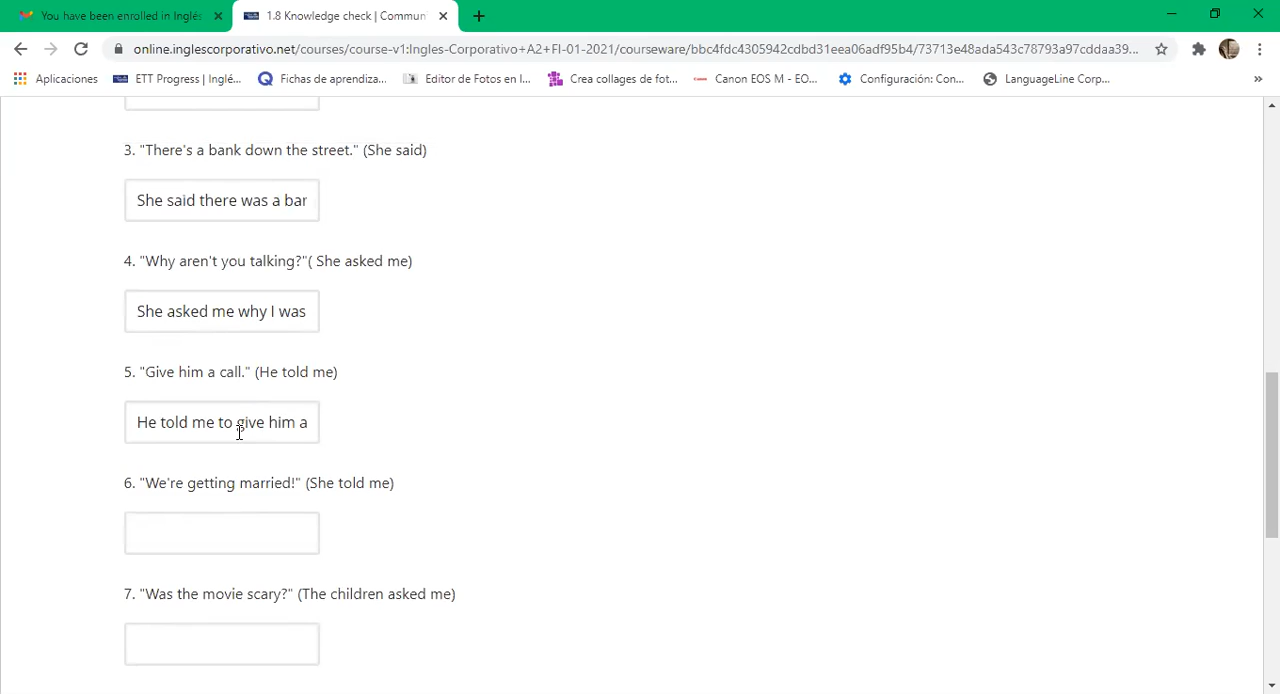 You have been enrolled in Inglés
1.8 Knowledge check | Commun
online.inglescorporativo.net/courses/course-v1:Ingles-Corporativo+A2+FI-01-2021/courseware/bbc4fdc4305942cdbd31eea06adf95b4/73713e48ada543c78793a97cddaa39...
Aplicaciones
ETT Progress | Inglé...
Fichas de aprendiza...
Editor de Fotos en l...
Crea collages de fot...
Canon EOS M - EO...
Configuración: Con...
LanguageLine Corp...
»
3. "There's a bank down the street." (She said)
She said there was a bar
4. "Why aren't you talking?"( She asked me)
She asked me why I was
5. "Give him a call." (He told me)
He told me to give him a
6. "We're getting married!" (She told me)
7. "Was the movie scary?" (The children asked me)